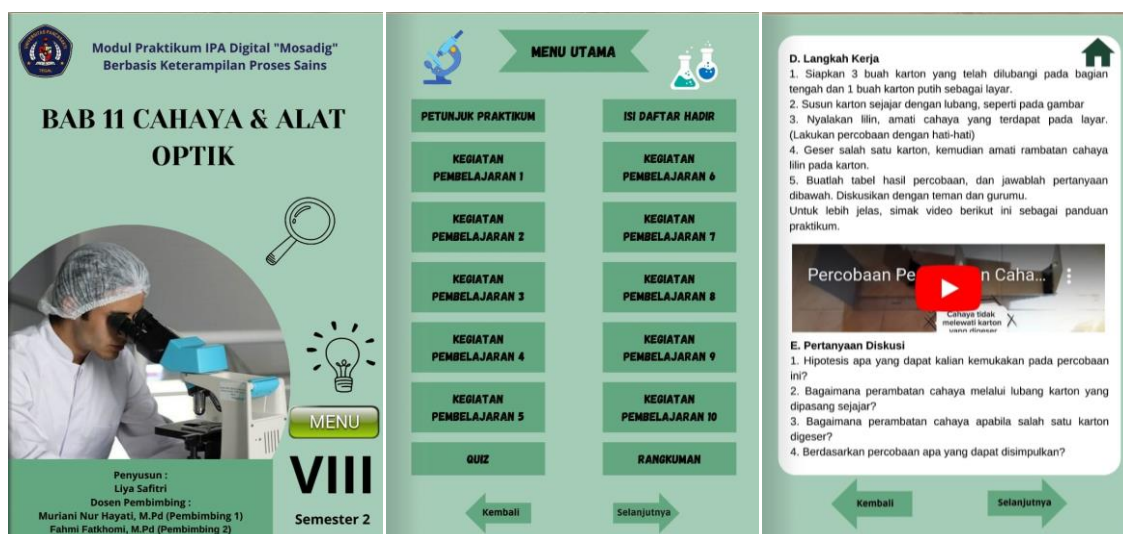 Modul Praktikum IPA Digital "Mosadig"
Berbasis Keterampilan Proses Sains
BAB 11 CAHAYA & ALAT
OPTIK
MENU
VIII
Semester 2
Penyusun :
Liya Safitri
Dosen Pembimbing :
Muriani Nur Hayati, M.Pd (Pembimbing 1)
Fahmi Fatkhomi, M.Pd (Pembimbing 2)
MENU UTAMA
PETUNJUK PRAKTIKUM
ISI DAFTAR HADIR
KEGIATAN
PEMBELAJARAN 1
KEGIATAN
PEMBELAJARAN 6
KEGIATAN
PEMBELAJARAN 2
KEGIATAN
PEMBELAJARAN 7
KEGIATAN
PEMBELAJARAN 3
KEGIATAN
PEMBELAJARAN 8
KEGIATAN
PEMBELAJARAN 4
KEGIATAN
PEMBELAJARAN 9
KEGIATAN
PEMBELAJARAN 5
KEGIATAN
PEMBELAJARAN 10
QUIZ
RANGKUMAN
Kembali
Selanjutnya
D. Langkah Kerja
1. Siapkan 3 buah karton yang telah dilubangi pada bagian
tengah dan 1 buah karton putih sebagai layar.
2. Susun karton sejajar dengan lubang, seperti pada gambar
3. Nyalakan lilin, amati cahaya yang terdapat pada layar.
(Lakukan percobaan dengan hati-hati)
4. Geser salah satu karton, kemudian amati rambatan cahaya
lilin pada karton.
5. Buatlah tabel hasil percobaan, dan jawablah pertanyaan
dibawah. Diskusikan dengan teman dan gurumu.
Untuk lebih jelas, simak video berikut ini sebagai panduan
praktikum.
Percobaan Pe n Caha...
Cahaya tidak
melewati karton
yang digeser
E. Pertanyaan Diskusi
1. Hipotesis apa yang dapat kalian kemukakan pada percobaan
ini?
2. Bagaimana perambatan cahaya melalui lubang karton yang
dipasang sejajar?
3. Bagaimana perambatan cahaya apabila salah satu karton
digeser?
4. Berdasarkan percobaan apa yang dapat disimpulkan?
Kembali
Selanjutnya